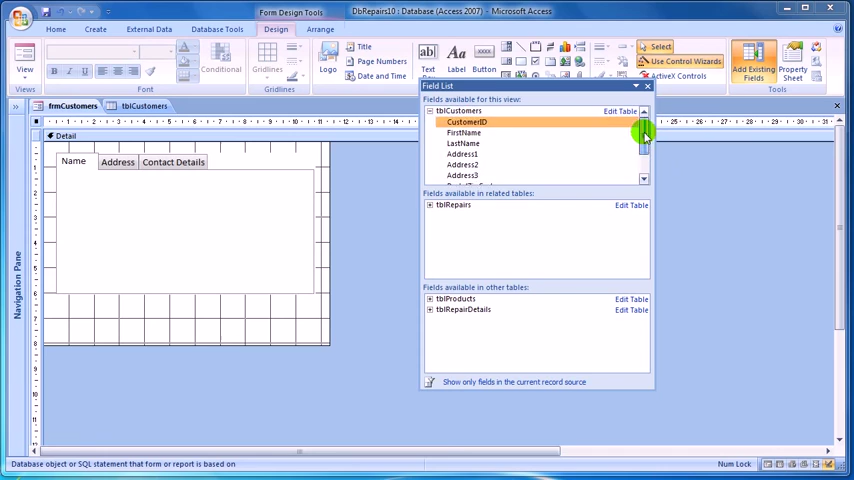 Form Design Tools
DbRepairs10 : Database (Access 2007) - Microsoft Access
Home Create External Data Database Tools Design Arrange
View
Views
B I U
Font
Conditional
Gridlines
Gridlines
Logo
Title
Page Numbers
Date and Time
ab|
Text
Aa
Label
xxxx
Button
Select
Use Control Wizards
ActiveX Controls
Add Existing
Fields
Property
Sheet
Tools
frmCustomers
tblCustomers
Detail
Name
Address
Contact Details
Navigation Pane
Field List
Fields available for this view:
tblCustomers Edit Table
CustomerID
FirstName
LastName
Address1
Address2
Address3
Fields available in related tables:
tblRepairs Edit Table
Fields available in other tables:
tblProducts Edit Table
tblRepairDetails Edit Table
Show only fields in the current record source
Database object or SQL statement that form or report is based on
Num Lock